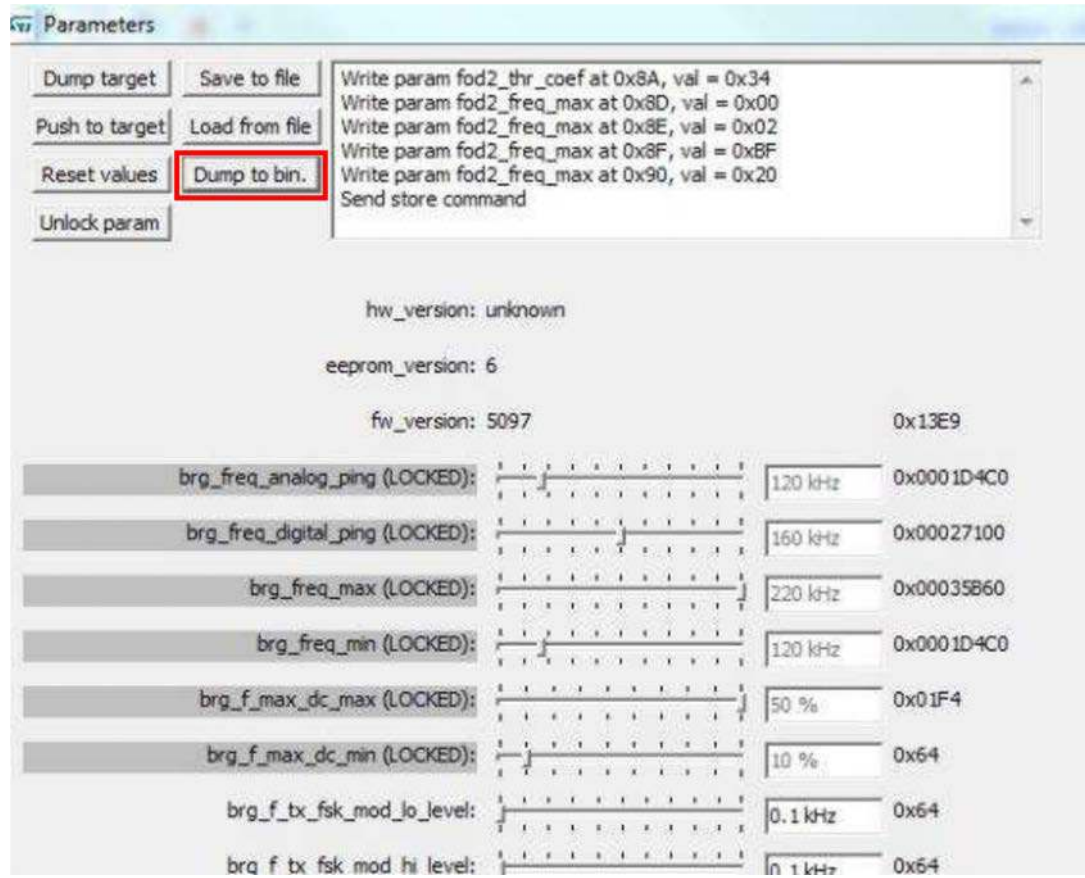 Parameters
Dump target Save to file
Push to target Load from file
Reset values Dump to bin.
Unlock param
Write param fod2_thr_coef at 0x8A, val = 0x34
Write param fod2_freq_max at 0x8D, val = 0x00
Write param fod2_freq_max at 0x8E, val = 0x02
Write param fod2_freq_max at 0x8F, val = 0xBF
Write param fod2_freq_max at 0x90, val = 0x20
Send store command
hw_version: unknown
eeprom_version: 6
fw_version: 5097 0x13E9
brg_freq_analog_ping (LOCKED): 120 kHz 0x0001D4C0
brg_freq_digital_ping (LOCKED): 160 kHz 0x00027100
brg_freq_max (LOCKED): 220 kHz 0x00035B60
brg_freq_min (LOCKED): 120 kHz 0x0001D4C0
brg_f_max_dc_max (LOCKED): 50 % 0x01F4
brg_f_max_dc_min (LOCKED): 10 % 0x64
brg_f_tx_fsk_mod_lo_level: 0.1 kHz 0x64
brg_f_tx_fsk_mod_hi_level: 0.1 kHz 0x64